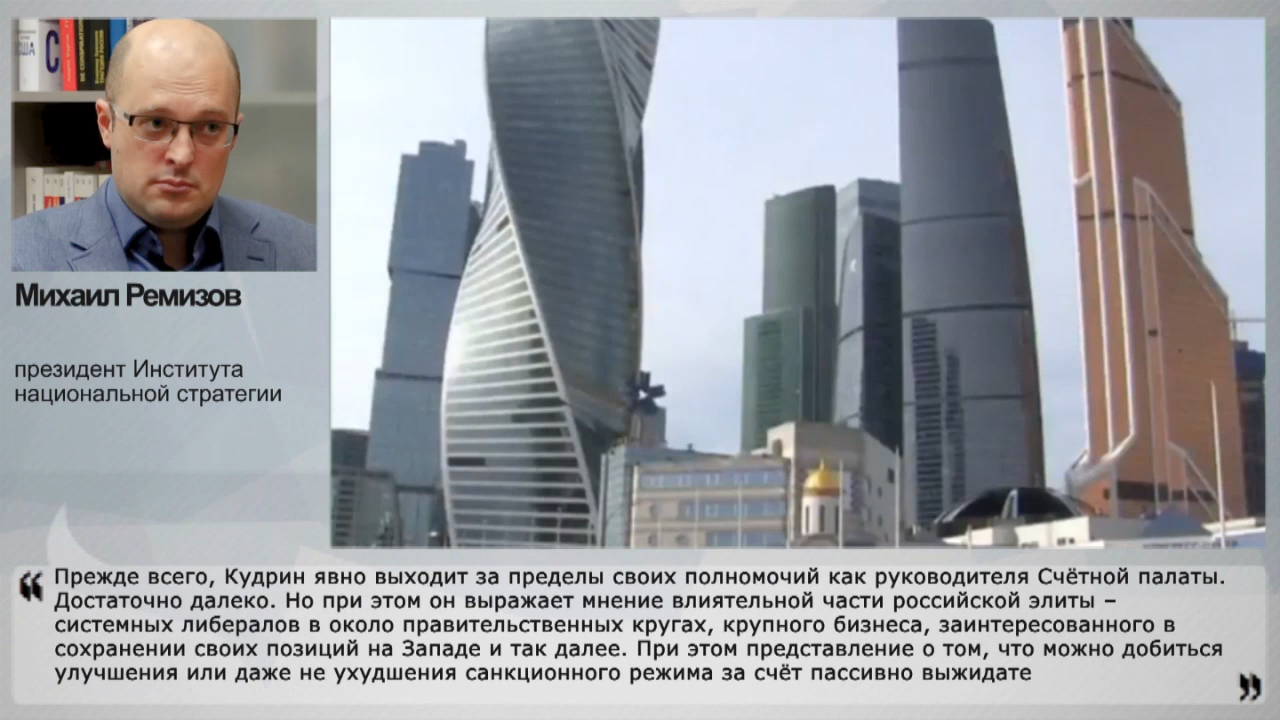 США
Михаил Ремизов
президент Института
национальной стратегии
Прежде всего, Кудрин явно выходит за пределы своих полномочий как руководителя Счётной палаты.
Достаточно далеко. Но при этом он выражает мнение влиятельной части российской элиты –
системных либералов в около правительственных кругах, крупного бизнеса, заинтересованного в
сохранении своих позиций на Западе и так далее. При этом представление о том, что можно добиться
улучшения или даже не ухудшения санкционного режима за счёт пассивно выжидате